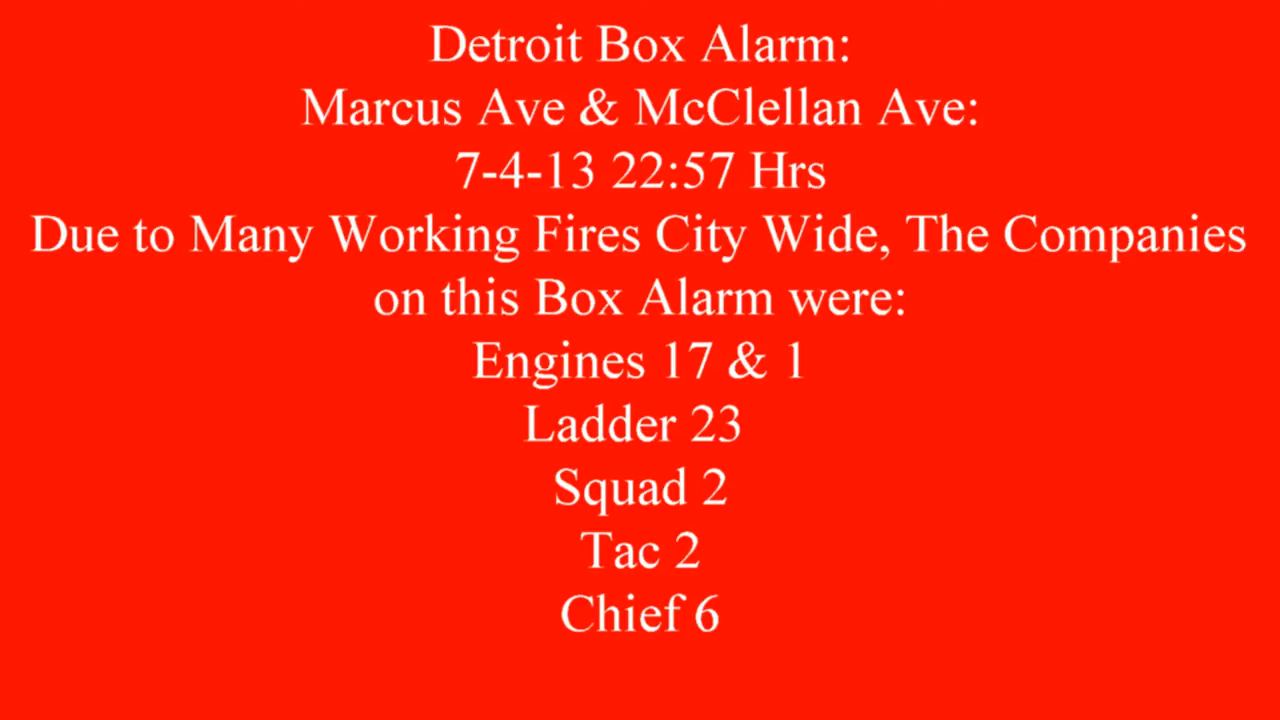 Detroit Box Alarm:
Marcus Ave & McClellan Ave:
7-4-13 22:57 Hrs
Due to Many Working Fires City Wide, The Companies
on this Box Alarm were:
Engines 17 & 1
Ladder 23
Squad 2
Tac 2
Chief 6